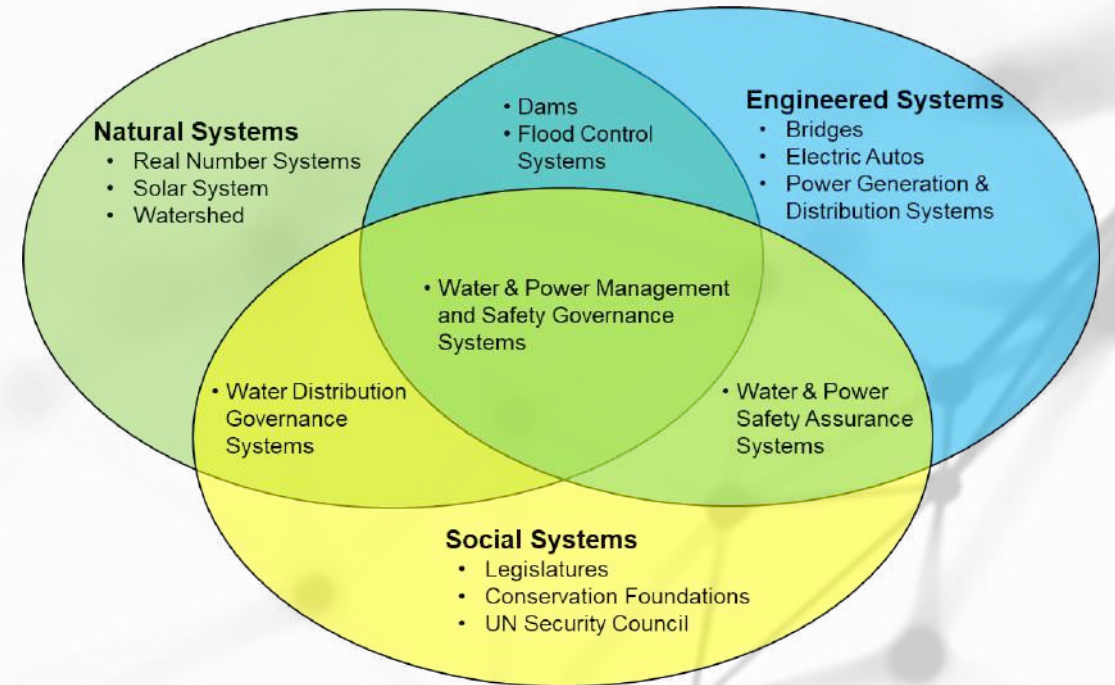 Natural Systems
• Real Number Systems
• Solar System
• Watershed
• Dams
• Flood Control
Systems
Engineered Systems
• Bridges
• Electric Autos
• Power Generation &
Distribution Systems
• Water & Power Management
and Safety Governance
Systems
• Water Distribution
Governance
Systems
• Water & Power
Safety Assurance
Systems
Social Systems
• Legislatures
• Conservation Foundations
• UN Security Council